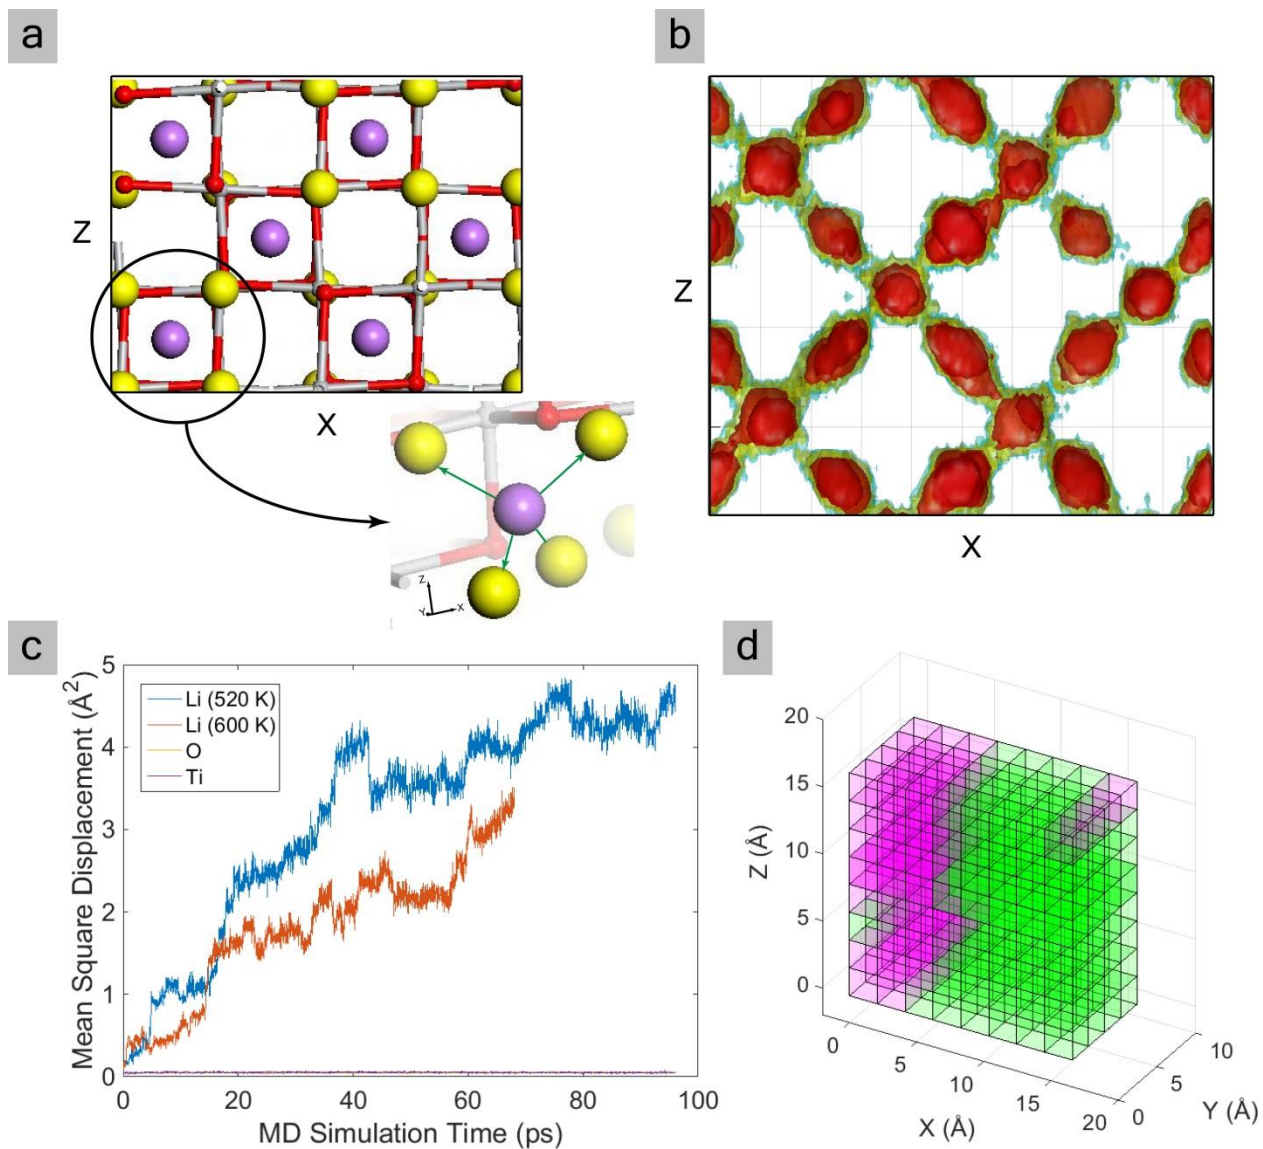 a
b
Z
X
Z
Y
X
Z
X
c
d
Mean Square Displacement (Å²)
5
4
3
2
1
0
Li (520 K)
Li (600 K)
O
Ti
0
20
40
60
80
100
MD Simulation Time (ps)
Z (Å)
20
15
10
5
0
0
5
10
15
20
X (Å)
0
5
10
Y (Å)